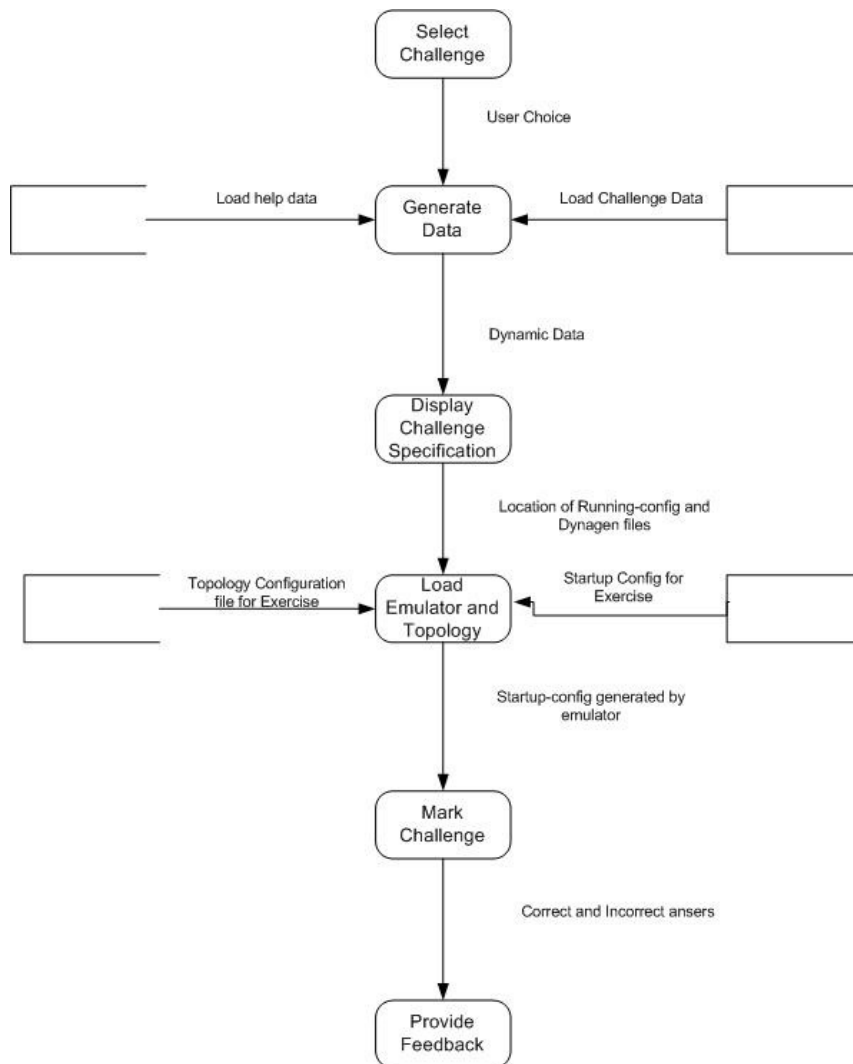 Select
Challenge
User Choice
Load help data
Generate
Data
Load Challenge Data
Dynamic Data
Display
Challenge
Specification
Location of Running-config and
Dynagen files
Topology Configuration
file for Exercise
Load
Emulator and
Topology
Startup Config for
Exercise
Startup-config generated by
emulator
Mark
Challenge
Correct and Incorrect ansers
Provide
Feedback